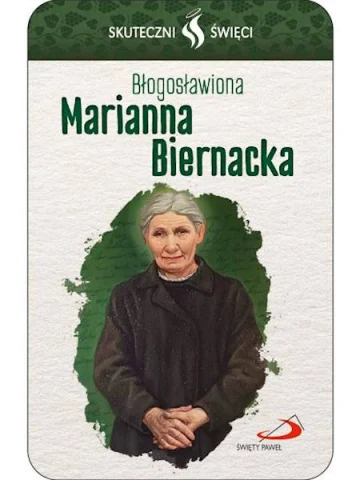 SKUTECZNI ŚWIĘCI
Błogosławiona
Marianna
Biernacka
ŚWIĘTY PAWEŁ